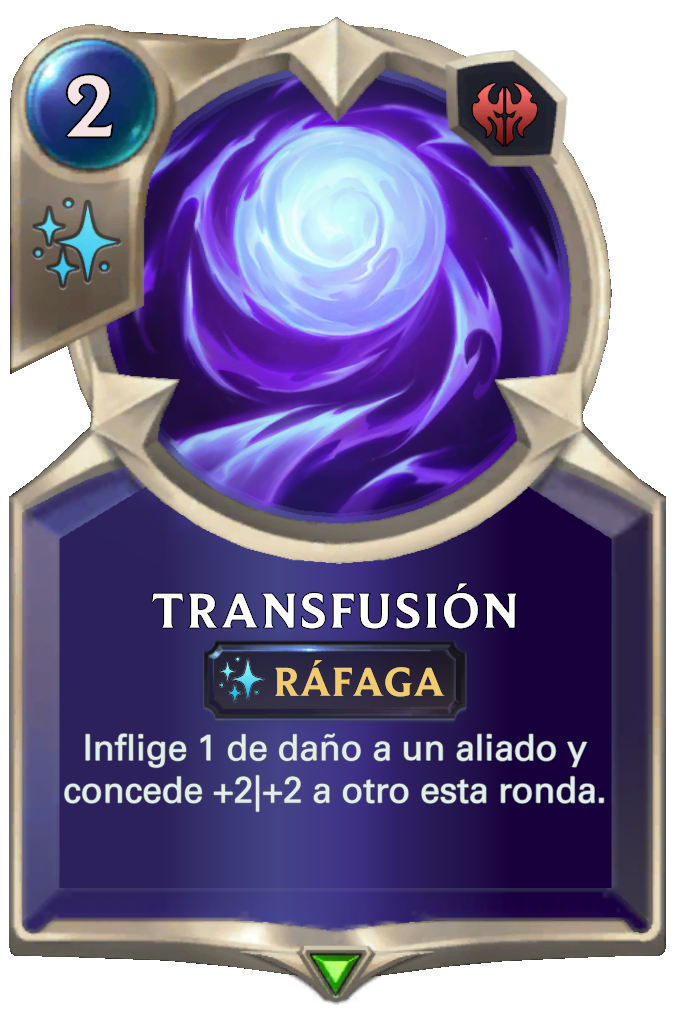 2
TRANSFUSIÓN
RÁFAGA
Inflige 1 de daño a un aliado y
concede +2|+2 a otro esta ronda.